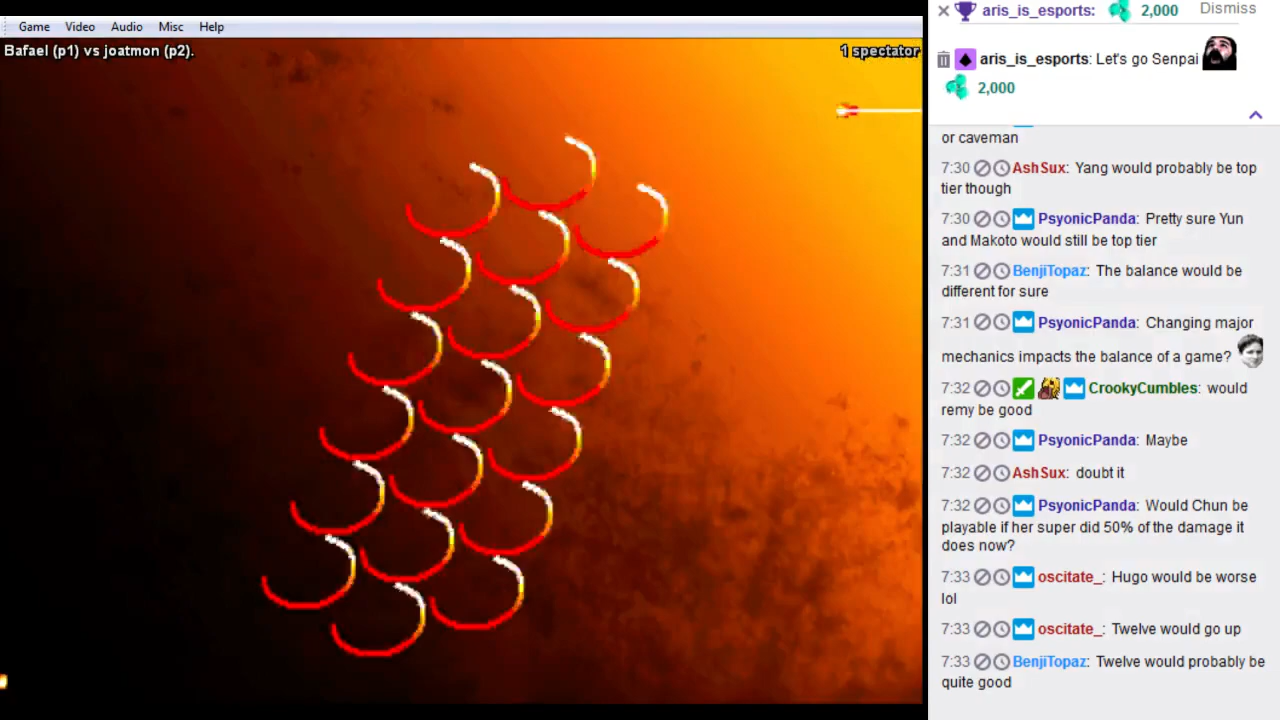 Game Video Audio Misc Help
Bafael (p1) vs joatmon (p2).
1 spectator
aris_is_esports: 2,000 Dismiss
aris_is_esports: Let's go Senpai
2,000
or caveman
7:30 AshSux: Yang would probably be top
tier though
7:30 PsyonicPanda: Pretty sure Yun
and Makoto would still be top tier
7:31 BenjiTopaz: The balance would be
different for sure
7:31 PsyonicPanda: Changing major
mechanics impacts the balance of a game?
7:32 CrookyCumbles: would
remy be good
7:32 PsyonicPanda: Maybe
7:32 AshSux: doubt it
7:32 PsyonicPanda: Would Chun be
playable if her super did 50% of the damage it
does now?
7:33 oscitate_: Hugo would be worse
lol
7:33 oscitate_: Twelve would go up
7:33 BenjiTopaz: Twelve would probably be
quite good